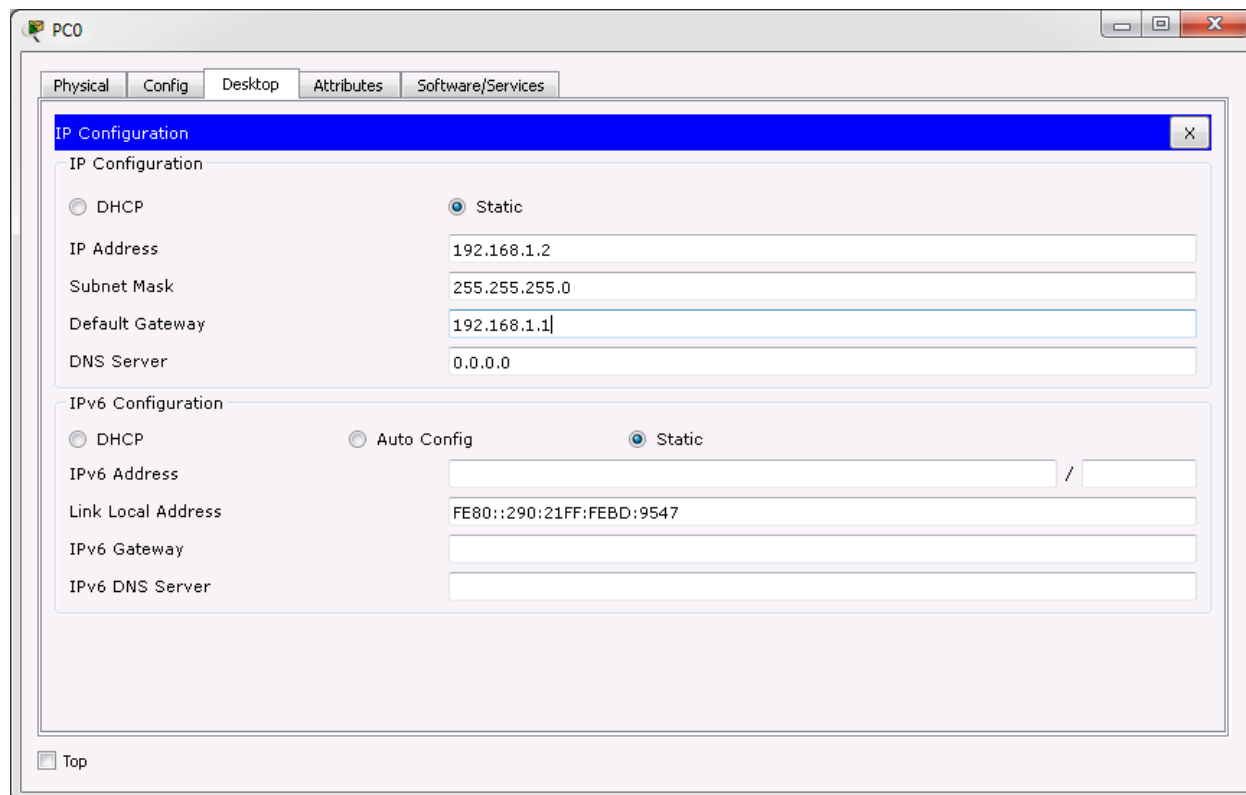 PC0
Physical Config Desktop Attributes Software/Services
IP Configuration X
IP Configuration
DHCP Static
IP Address 192.168.1.2
Subnet Mask 255.255.255.0
Default Gateway 192.168.1.1
DNS Server 0.0.0.0
IPv6 Configuration
DHCP Auto Config Static
IPv6 Address /
Link Local Address FE80::290:21FF:FEBD:9547
IPv6 Gateway
IPv6 DNS Server
Top